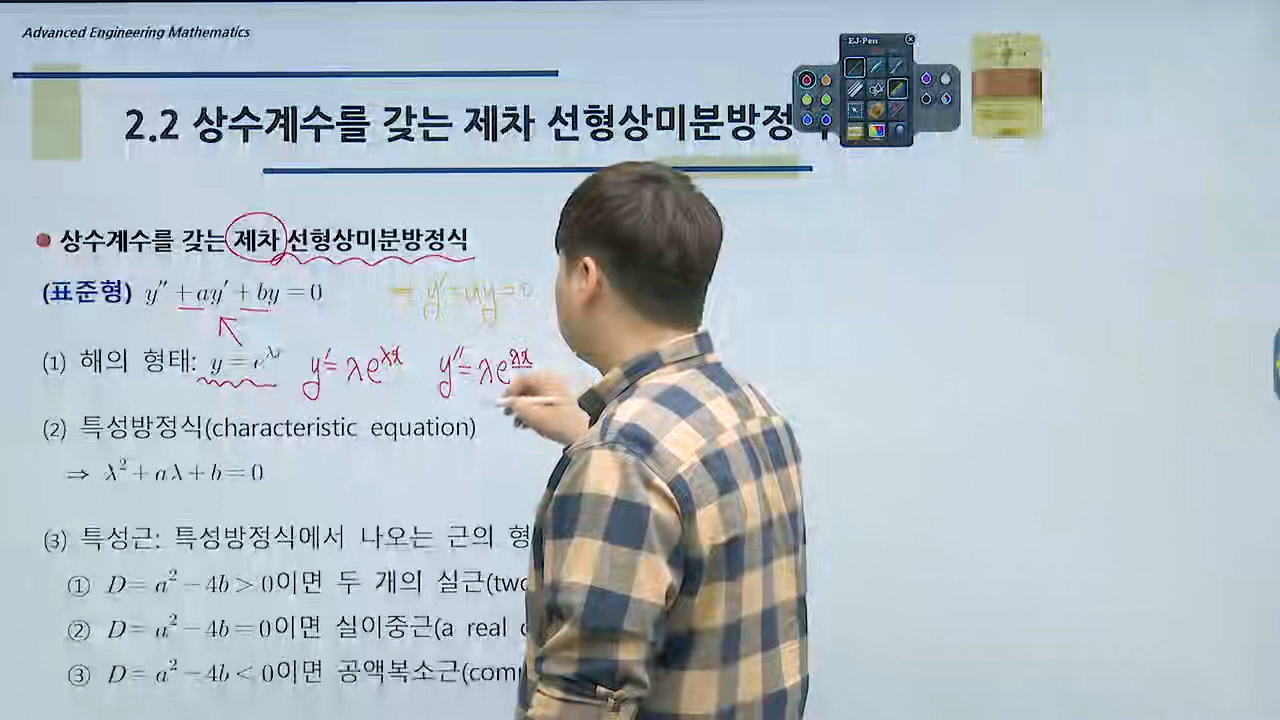 Advanced Engineering Mathematics
EJ-Pen
2.2 상수계수를 갖는 제차 선형상미분방정
상수계수를 갖는 제차 선형상미분방정식
(표준형) y″ + ay′ + by = 0
(1) 해의 형태: y = e^λx y′ = λe^λx y″ = λe^λx
(2) 특성방정식(characteristic equation)
⇒ λ² + aλ + b = 0
(3) 특성근: 특성방정식에서 나오는 근의 형
① D = a² − 4b > 0이면 두 개의 실근(two
② D = a² − 4b = 0이면 실이중근(a real
③ D = a² − 4b < 0이면 공액복소근(com